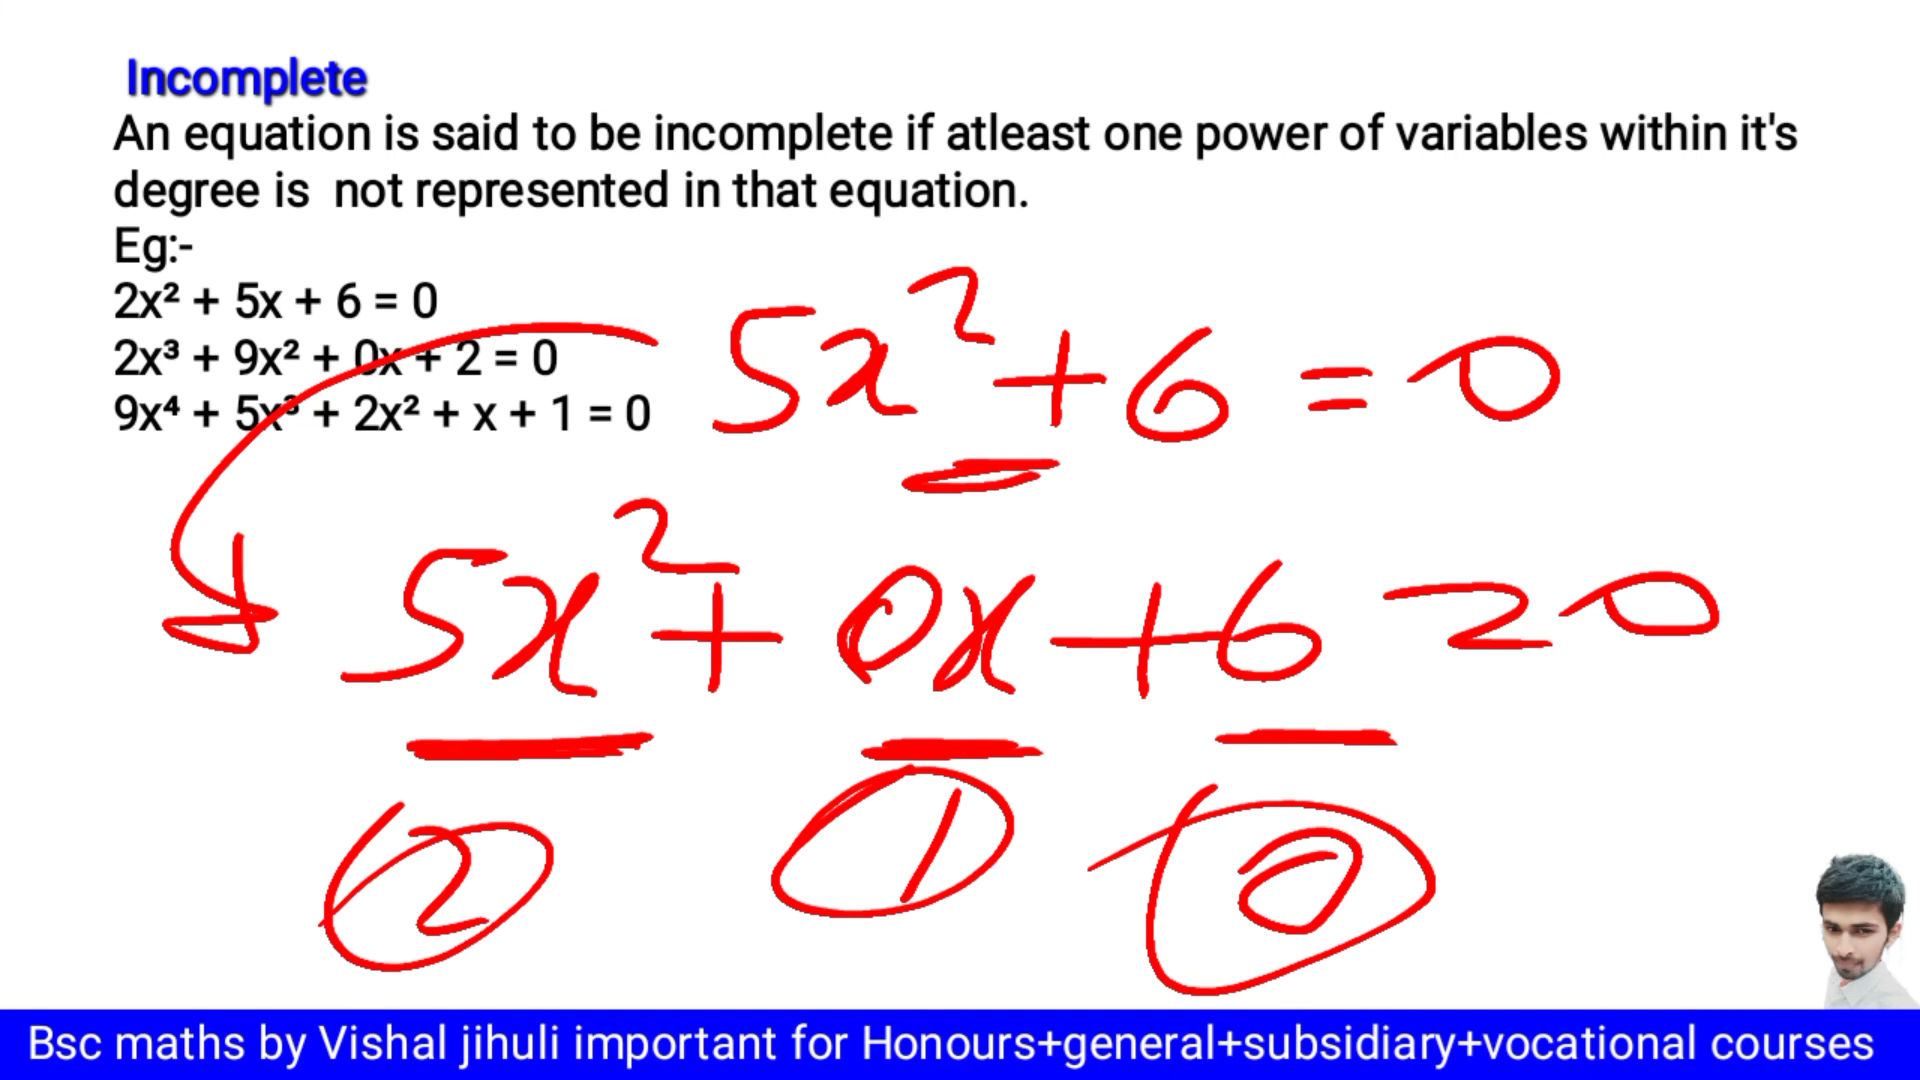 Incomplete
An equation is said to be incomplete if atleast one power of variables within it's
degree is  not represented in that equation.
Eg:-
2x² + 5x + 6 = 0
2x³ + 9x² + 0x + 2 = 0
9x⁴ + 5x³ + 2x² + x + 1 = 0
5x² + 6 = 0
5x² + 0x + 6 = 0
2 1 0
Bsc maths by Vishal jihuli important for Honours+general+subsidiary+vocational courses